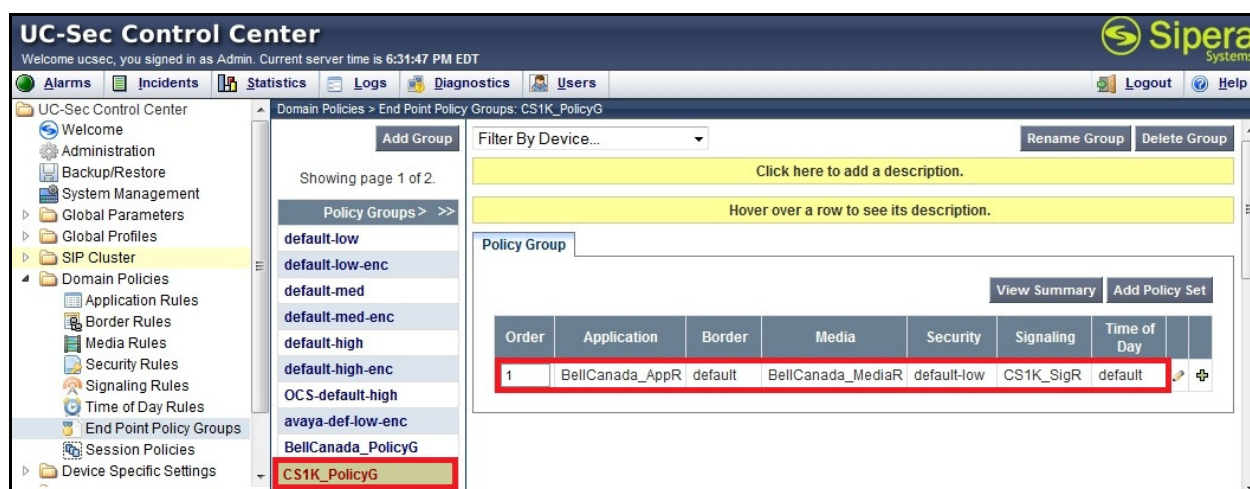 UC-Sec Control Center
Welcome ucsec, you signed in as Admin. Current server time is 6:31:47 PM EDT
Sipera
Systems
Alarms Incidents Statistics Logs Diagnostics Users Logout Help
UC-Sec Control Center
Welcome
Administration
Backup/Restore
System Management
Global Parameters
Global Profiles
SIP Cluster
Domain Policies
Application Rules
Border Rules
Media Rules
Security Rules
Signaling Rules
Time of Day Rules
End Point Policy Groups
Session Policies
Device Specific Settings
Domain Policies > End Point Policy Groups: CS1K_PolicyG
Add Group
Showing page 1 of 2.
Policy Groups > >>
default-low
default-low-enc
default-med
default-med-enc
default-high
default-high-enc
OCS-default-high
avaya-def-low-enc
BellCanada_PolicyG
CS1K_PolicyG
Filter By Device...
Rename Group Delete Group
Click here to add a description.
Hover over a row to see its description.
Policy Group
View Summary Add Policy Set
Order Application Border Media Security Signaling Time of Day
1 BellCanada_AppR default BellCanada_MediaR default-low CS1K_SigR default